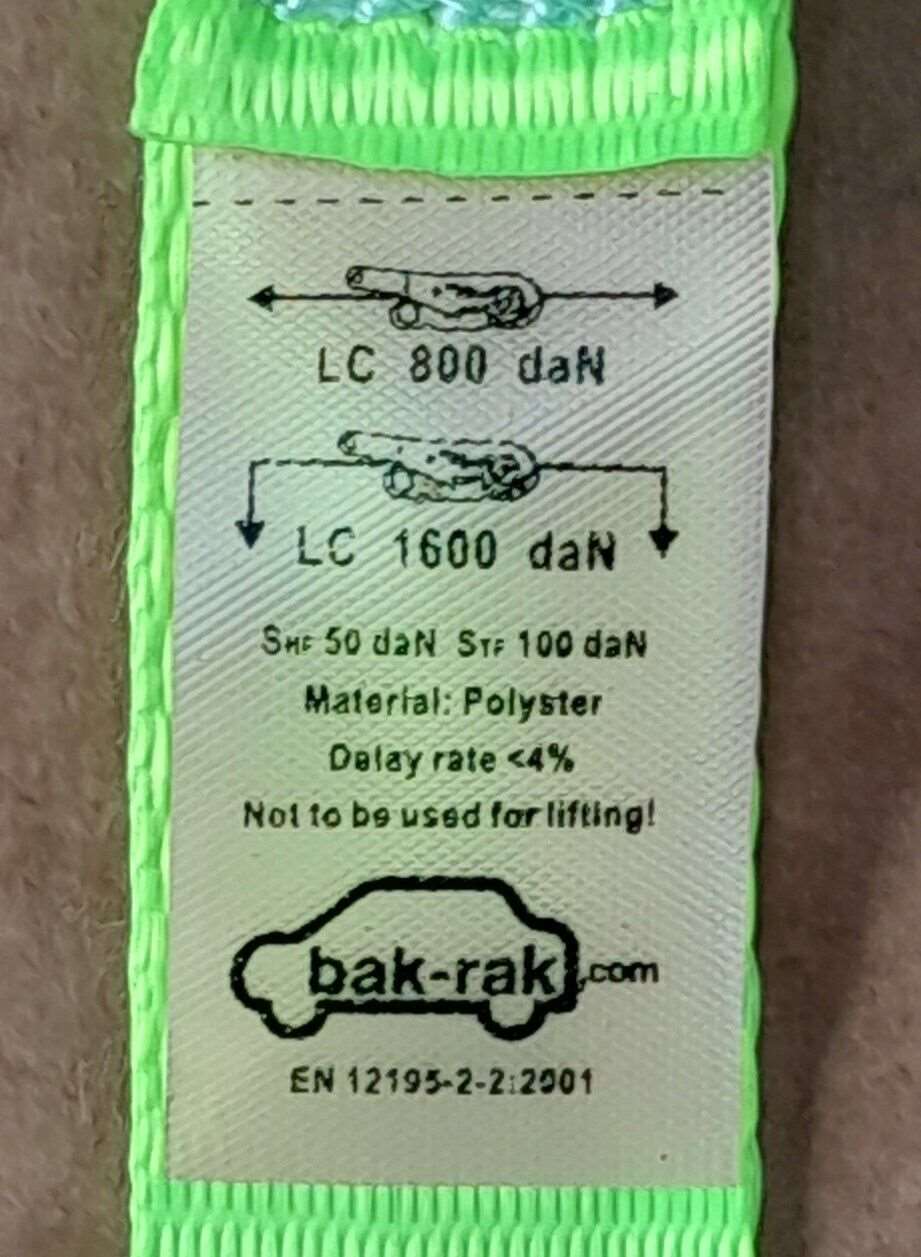 LC 800 daN
LC 1600 daN
SHF 50 daN STF 100 daN
Material: Polyster
Delay rate <4%
Not to be used for lifting!
bak-rak.com
EN 12195-2-2:2001